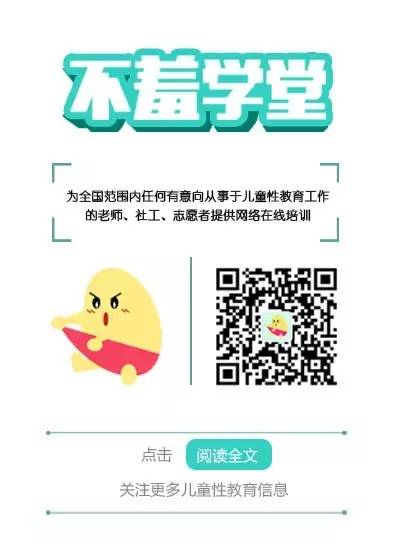 不羞学堂
为全国范围内任何有意向从事于儿童性教育工作
的老师、社工、志愿者提供网络在线培训
点击 阅读全文
关注更多儿童性教育信息